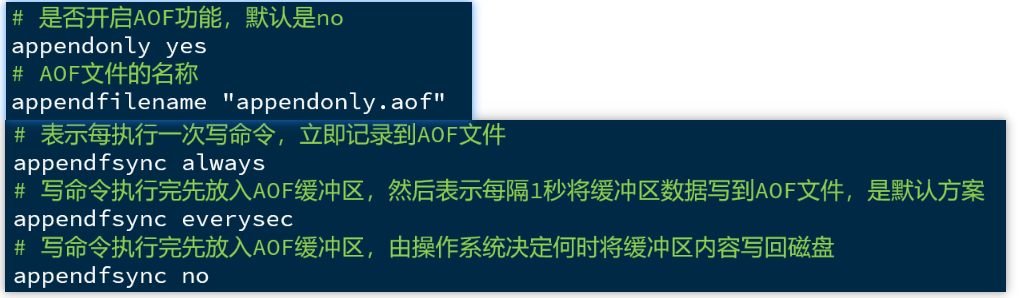 # 是否开启AOF功能，默认是no
appendonly yes
# AOF文件的名称
appendfilename "appendonly.aof"
# 表示每执行一次写命令，立即记录到AOF文件
appendfsync always
# 写命令执行完先放入AOF缓冲区，然后表示每隔1秒将缓冲区数据写到AOF文件，是默认方案
appendfsync everysec
# 写命令执行完先放入AOF缓冲区，由操作系统决定何时将缓冲区内容写回磁盘
appendfsync no